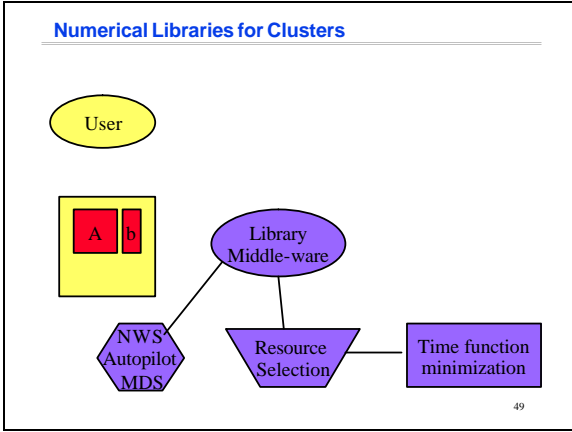 Numerical Libraries for Clusters
User
A b
Library
Middle-ware
NWS
Autopilot
MDS
Resource
Selection
Time function
minimization
49